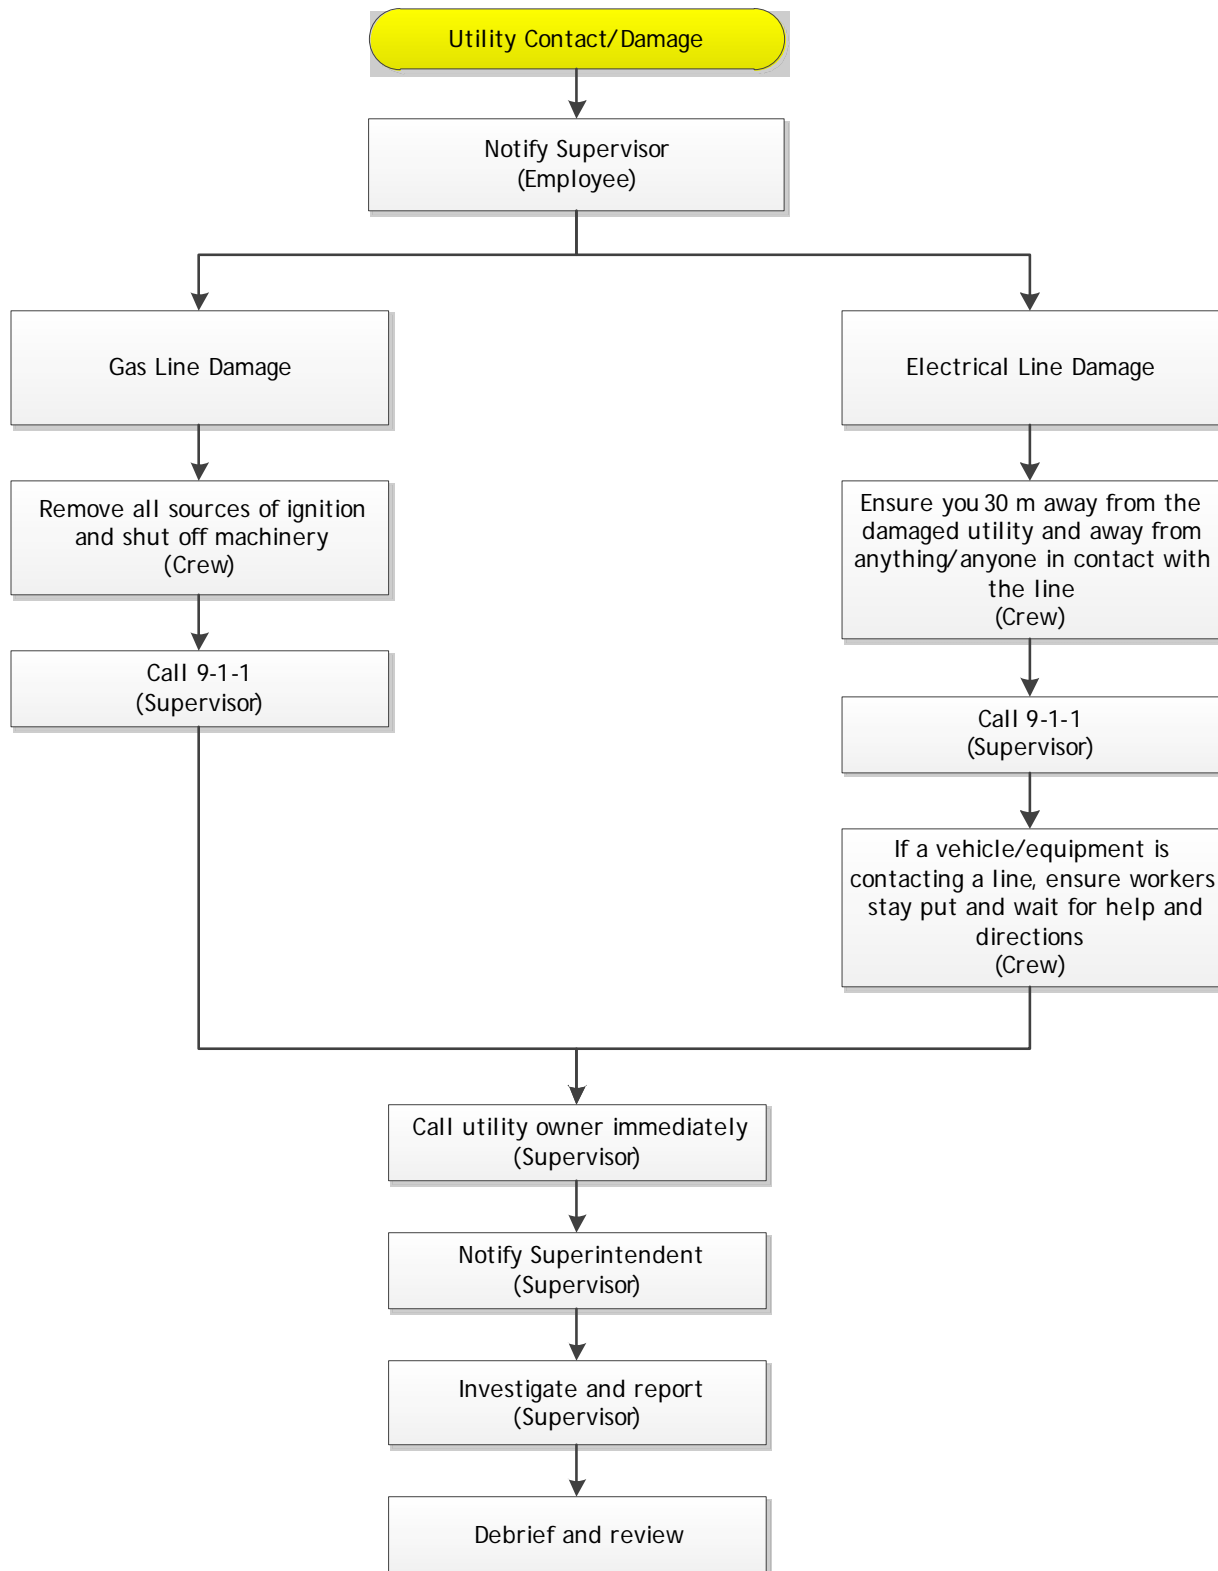 Utility Contact/Damage
Notify Supervisor
(Employee)
Gas Line Damage
Remove all sources of ignition
and shut off machinery
(Crew)
Call 9-1-1
(Supervisor)
Electrical Line Damage
Ensure you 30 m away from the
damaged utility and away from
anything/anyone in contact with
the line
(Crew)
Call 9-1-1
(Supervisor)
If a vehicle/equipment is
contacting a line, ensure workers
stay put and wait for help and
directions
(Crew)
Call utility owner immediately
(Supervisor)
Notify Superintendent
(Supervisor)
Investigate and report
(Supervisor)
Debrief and review